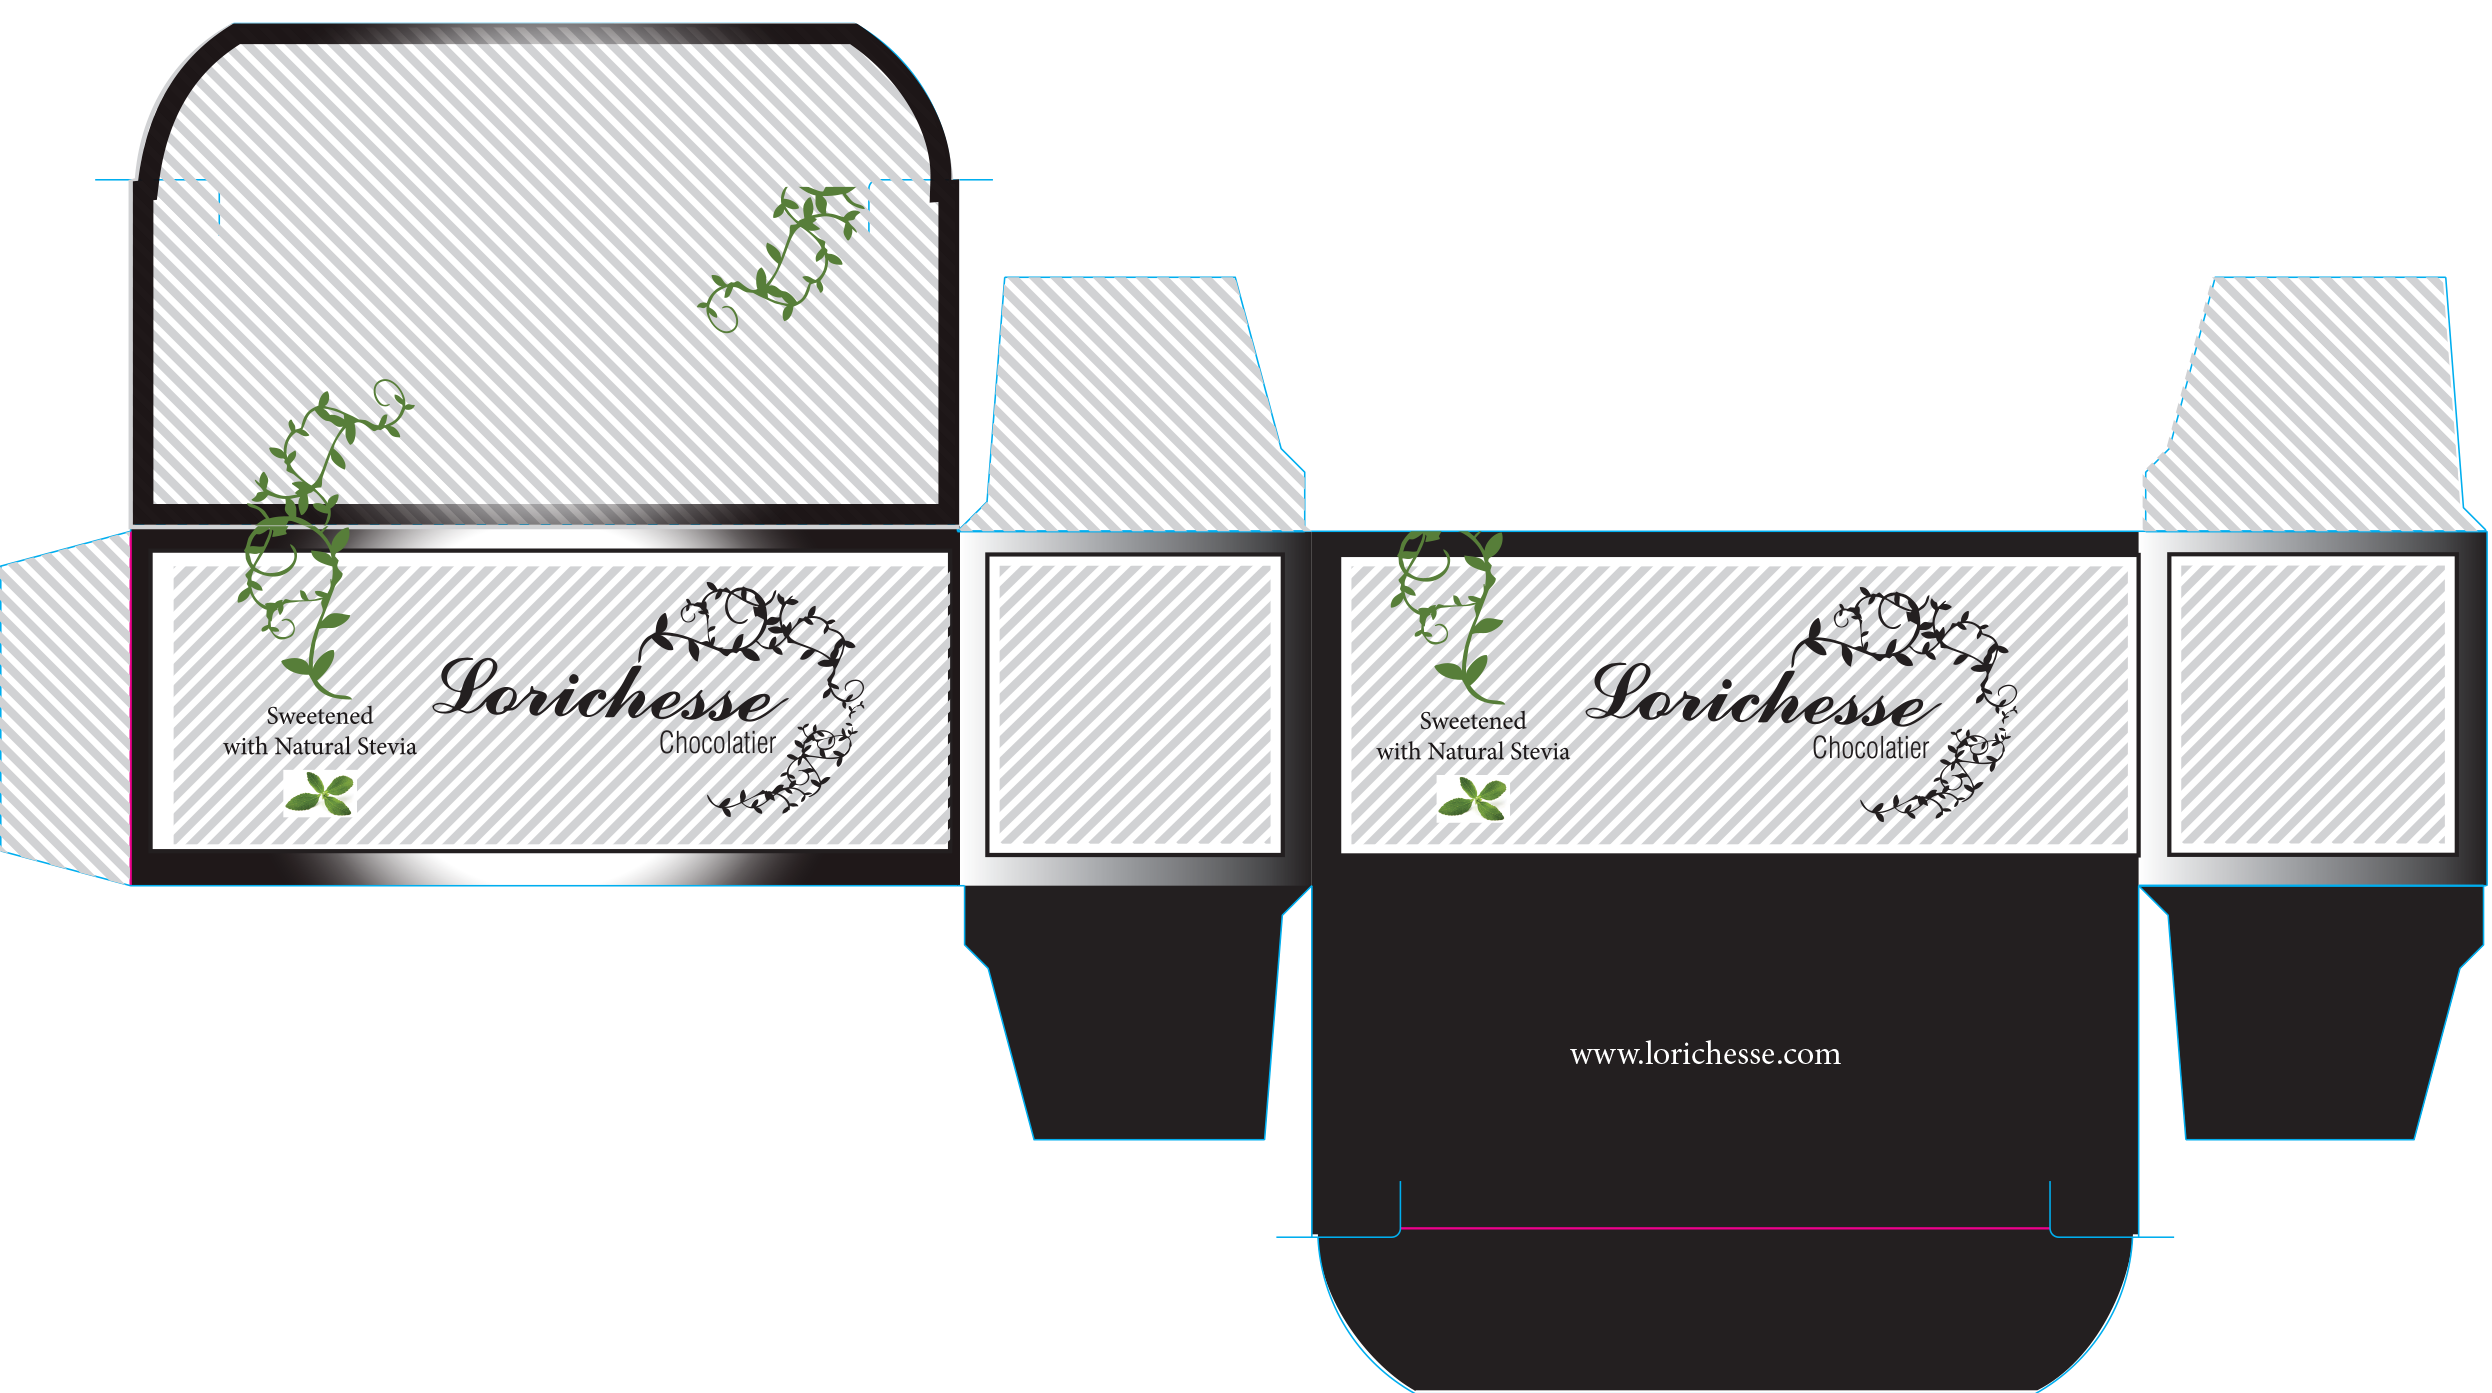 Lorichesse
Chocolatier
Sweetened
with Natural Stevia
Lorichesse
Chocolatier
Sweetened
with Natural Stevia
www.lorichesse.com